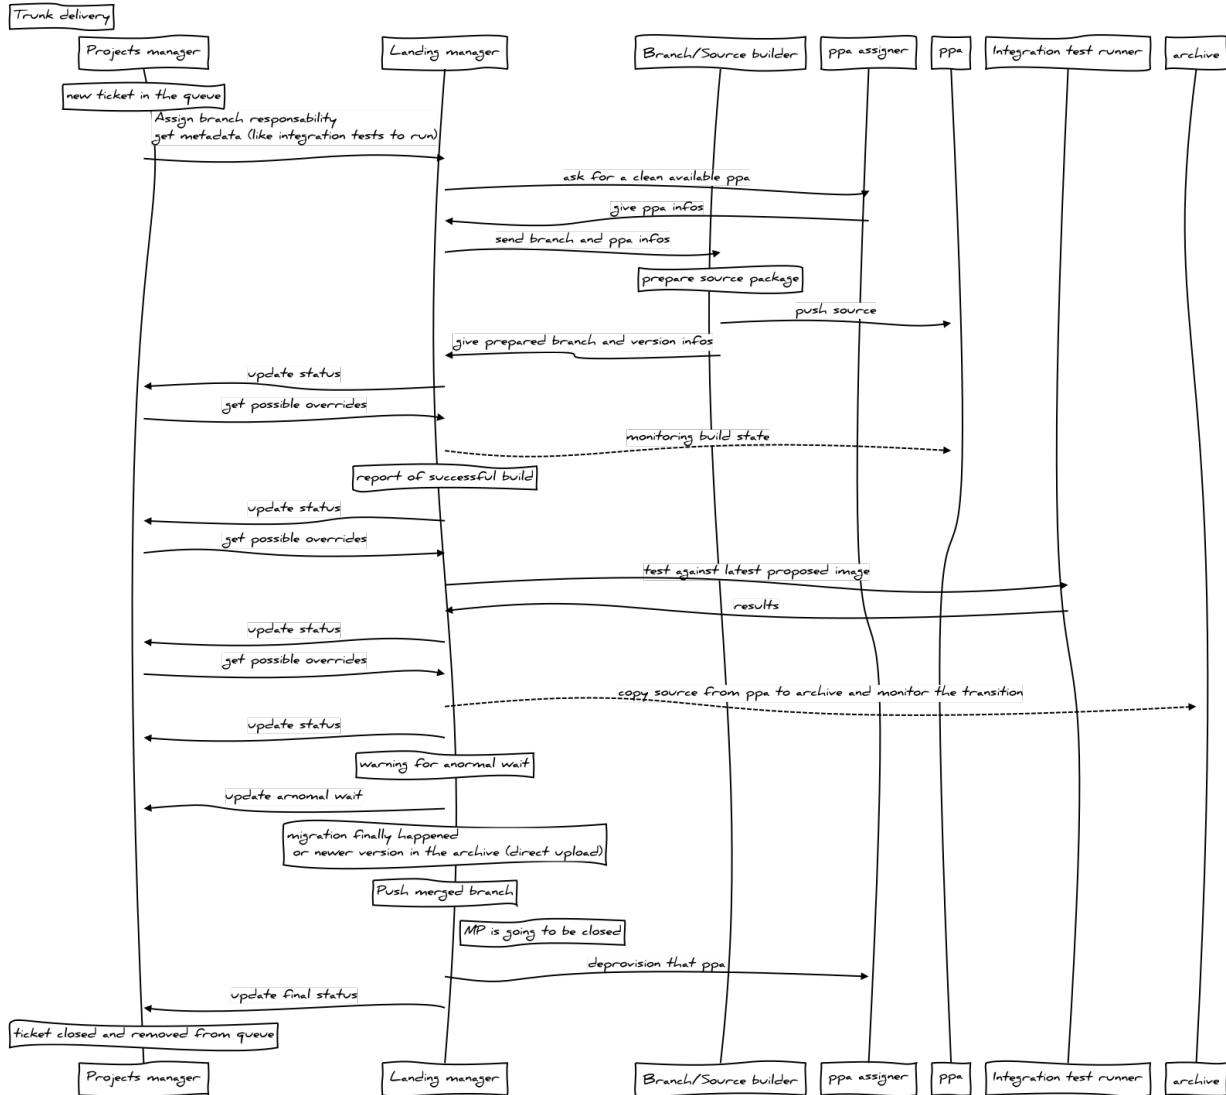 Trunk delivery
Projects manager
Landing manager
Branch/Source builder
ppa assigner
ppa
Integration test runner
archive
new ticket in the queue
Assign branch responsability
get metadata (like integration tests to run)
ask for a clean available ppa
give ppa infos
send branch and ppa infos
prepare source package
push source
give prepared branch and version infos
update status
get possible overrides
monitoring build state
report of successful build
update status
get possible overrides
test against latest proposed image
results
update status
get possible overrides
copy source from ppa to archive and monitor the transition
update status
warning for anormal wait
update arnomal wait
migration finally happened
or newer version in the archive (direct upload)
Push merged branch
MP is going to be closed
deprovision that ppa
update final status
ticket closed and removed from queue
Projects manager
Landing manager
Branch/Source builder
ppa assigner
ppa
Integration test runner
archive